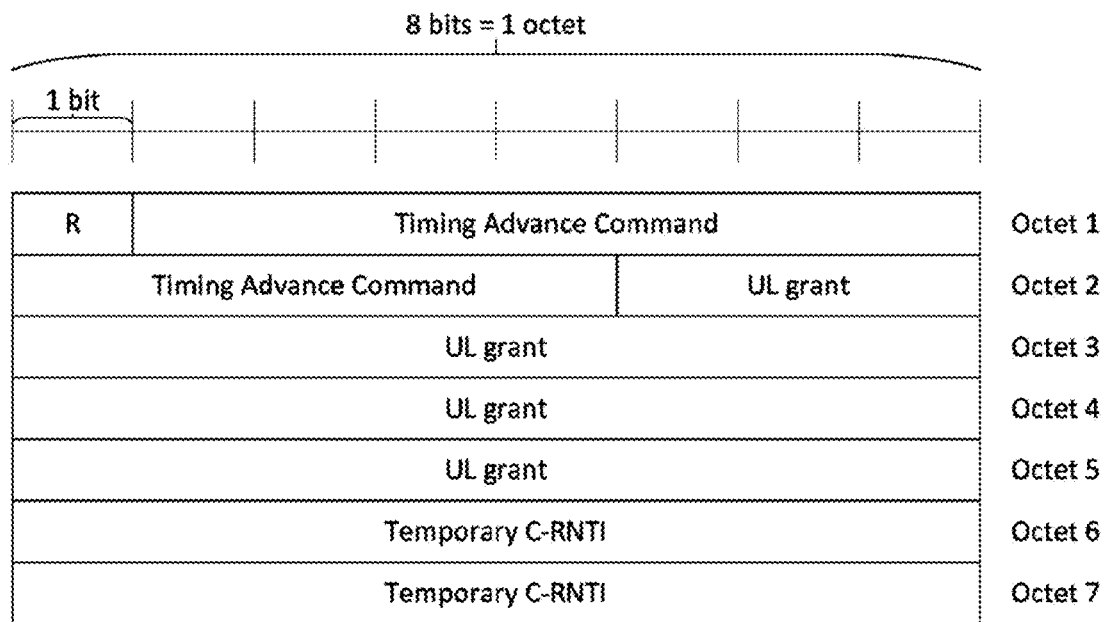 8 bits = 1 octet
1 bit
R Timing Advance Command Octet 1
Timing Advance Command UL grant Octet 2
UL grant Octet 3
UL grant Octet 4
UL grant Octet 5
Temporary C-RNTI Octet 6
Temporary C-RNTI Octet 7